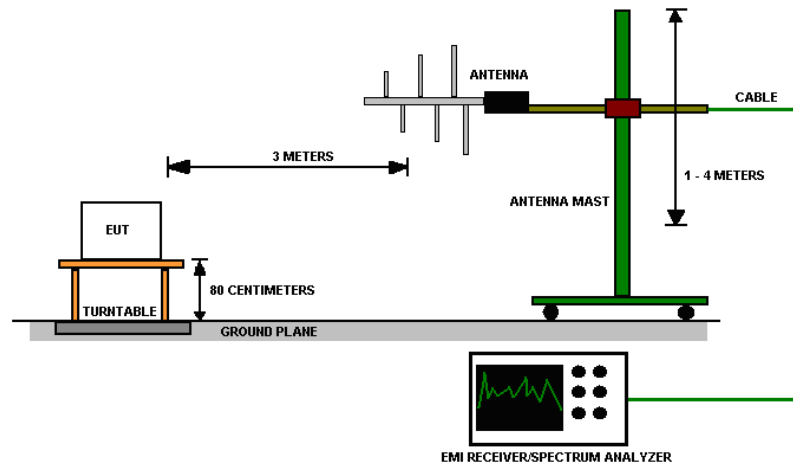 ANTENNA
CABLE
3 METERS
1 - 4 METERS
ANTENNA MAST
EUT
80 CENTIMETERS
TURNTABLE
GROUND PLANE
EMI RECEIVER/SPECTRUM ANALYZER